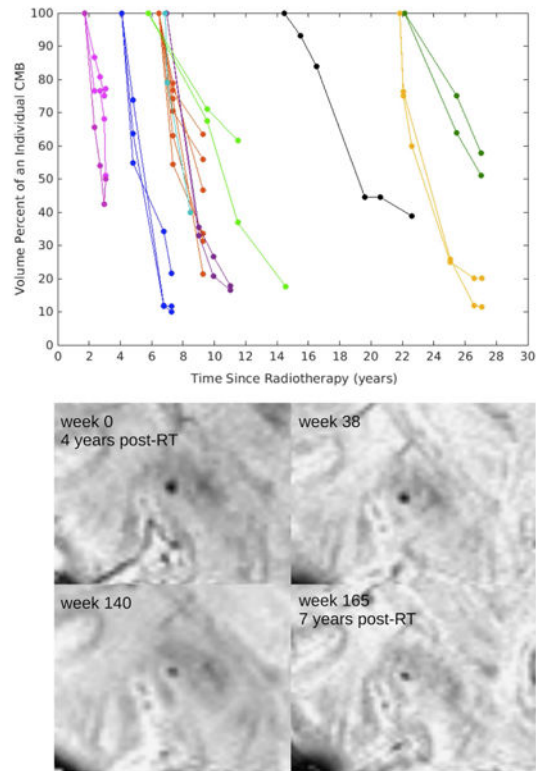 100
90
80
70
60
50
40
30
20
10
0
Volume Percent of an Individual CMB
0 2 4 6 8 10 12 14 16 18 20 22 24 26 28 30
Time Since Radiotherapy (years)
week 0
4 years post-RT
week 38
week 140
week 165
7 years post-RT